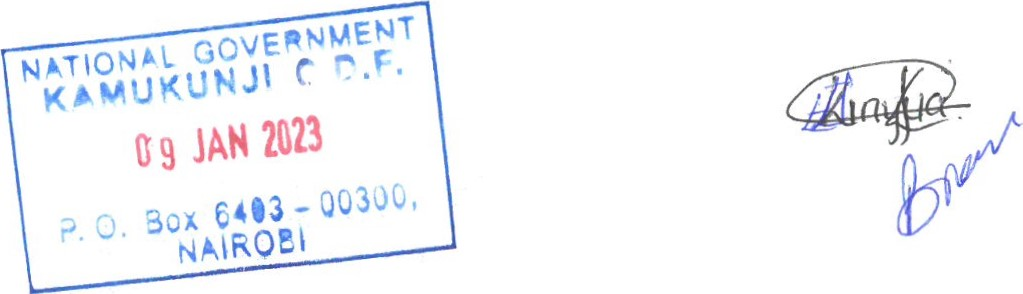 NATIONAL GOVERNMENT
KAMUKUNJI C D.F.
09 JAN 2023
P. O. Box 6403 - 00300,
NAIROBI